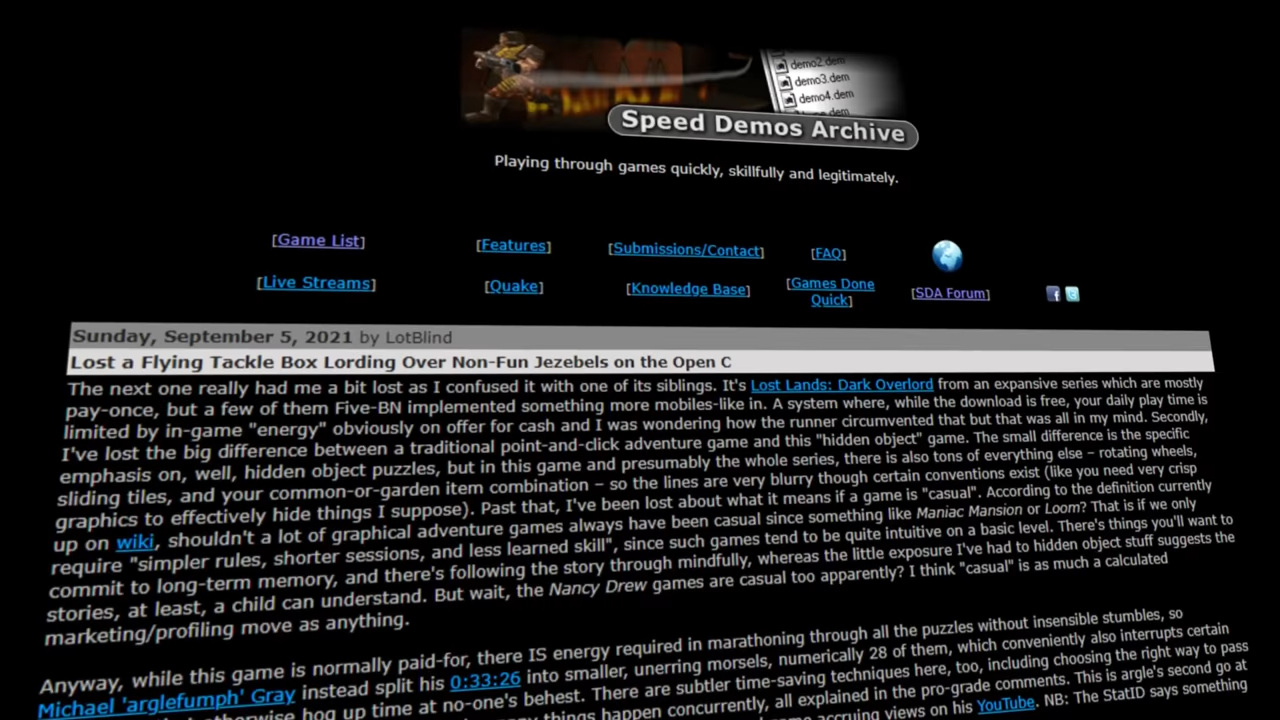 demo2.dem
demo3.dem
demo4.dem
Speed Demos Archive
Playing through games quickly, skillfully and legitimately.
[Game List] [Features] [Submissions/Contact] [FAQ]
[Live Streams] [Quake] [Knowledge Base] [Games Done Quick] [SDA Forum]
Sunday, September 5, 2021 by LotBlind
Lost a Flying Tackle Box Lording Over Non-Fun Jezebels on the Open C
The next one really had me a bit lost as I confused it with one of its siblings. It's Lost Lands: Dark Overlord from an expansive series which are mostly
pay-once, but a few of them Five-BN implemented something more mobiles-like in. A system where, while the download is free, your daily play time is
limited by in-game "energy" obviously on offer for cash and I was wondering how the runner circumvented that but that was all in my mind. Secondly,
I've lost the big difference between a traditional point-and-click adventure game and this "hidden object" game. The small difference is the specific
emphasis on, well, hidden object puzzles, but in this game and presumably the whole series, there is also tons of everything else – rotating wheels,
sliding tiles, and your common-or-garden item combination – so the lines are very blurry though certain conventions exist (like you need very crisp
graphics to effectively hide things I suppose). Past that, I've been lost about what it means if a game is "casual". According to the definition currently
up on wiki, shouldn't a lot of graphical adventure games always have been casual since something like Maniac Mansion or Loom? That is if we only
require "simpler rules, shorter sessions, and less learned skill", since such games tend to be quite intuitive on a basic level. There's things you'll want to
commit to long-term memory, and there's following the story through mindfully, whereas the little exposure I've had to hidden object stuff suggests the
stories, at least, a child can understand. But wait, the Nancy Drew games are casual too apparently? I think "casual" is as much a calculated
marketing/profiling move as anything.
Anyway, while this game is normally paid-for, there IS energy required in marathoning through all the puzzles without insensible stumbles, so
Michael 'arglefumph' Gray instead split his 0:33:26 into smaller, unerring morsels, numerically 28 of them, which conveniently also interrupts certain
otherwise hog up time at no-one's behest. There are subtler time-saving techniques here, too, including choosing the right way to pass
things happen concurrently, all explained in the pro-grade comments. This is argle's second go at
accruing views on his YouTube. NB: The StatID says something